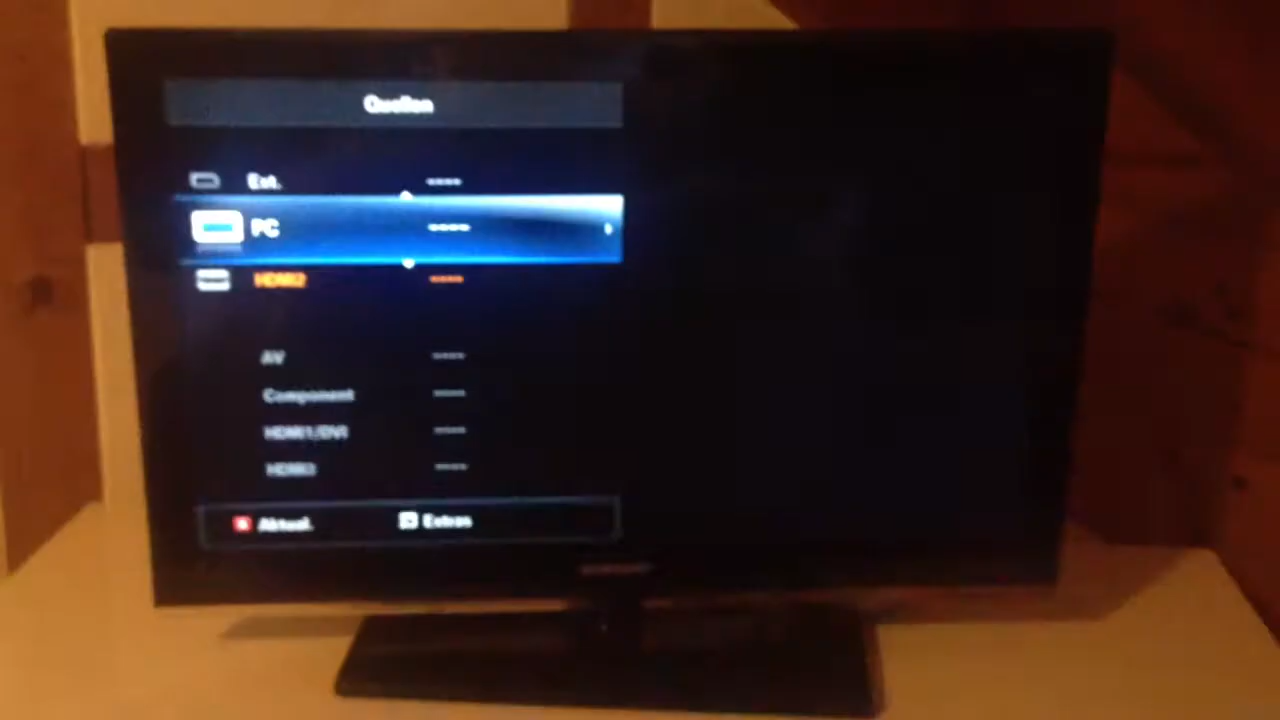 Quellen
Ext. ----
PC ----
HDMI2 ----
AV ----
Component ----
HDMI1/DVI ----
HDMI3 ----
Aktual. Extras